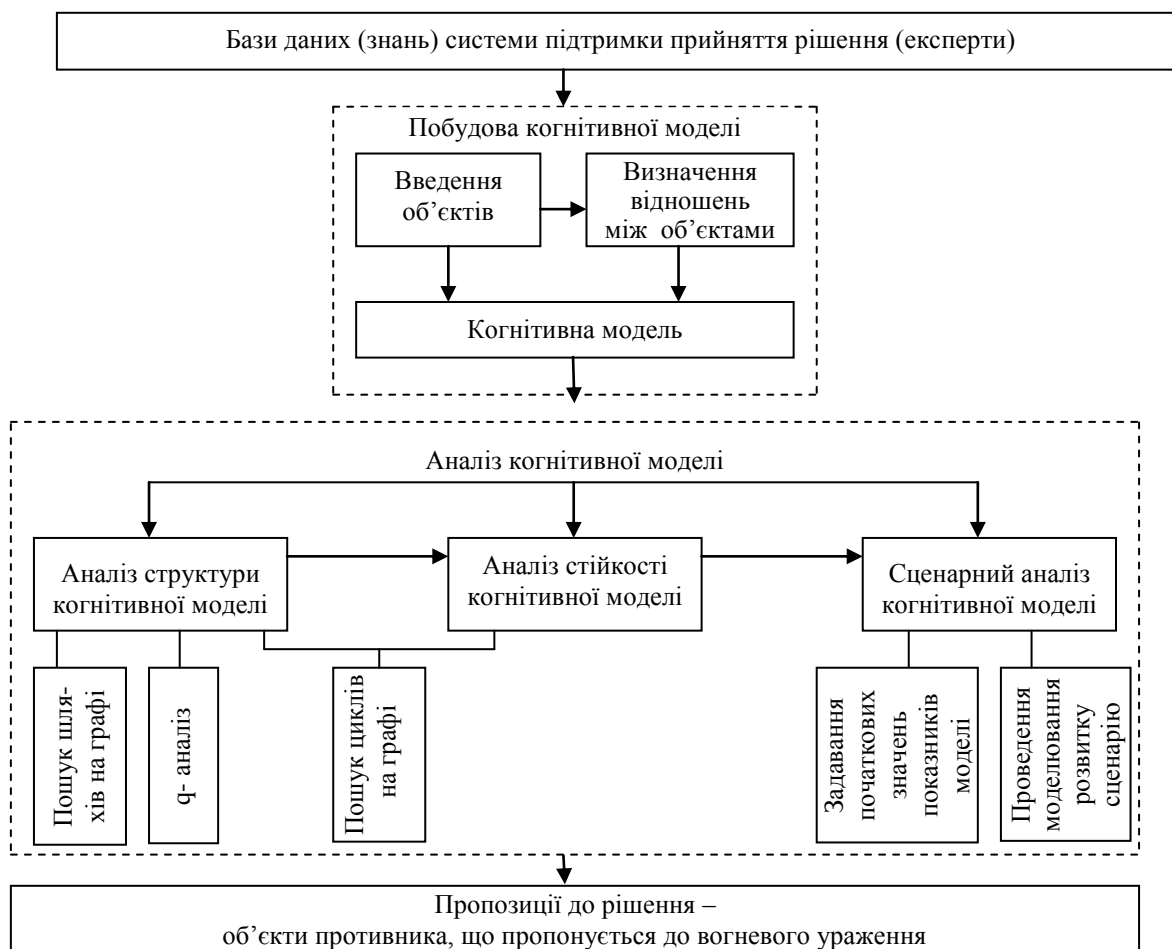 Бази даних (знань) системи підтримки прийняття рішення (експерти)
Побудова когнітивної моделі
Введення
об’єктів
Визначення
відношень
між об’єктами
Когнітивна модель
Аналіз когнітивної моделі
Аналіз структури
когнітивної моделі
Аналіз стійкості
когнітивної моделі
Сценарний аналіз
когнітивної моделі
Пошук шля-
хів на графі
q- аналіз
Пошук циклів
на графі
Задавання
початкових
значень
показників
моделі
Проведення
моделювання
розвитку
сценарію
Пропозиції до рішення –
об’єкти противника, що пропонується до вогневого ураження